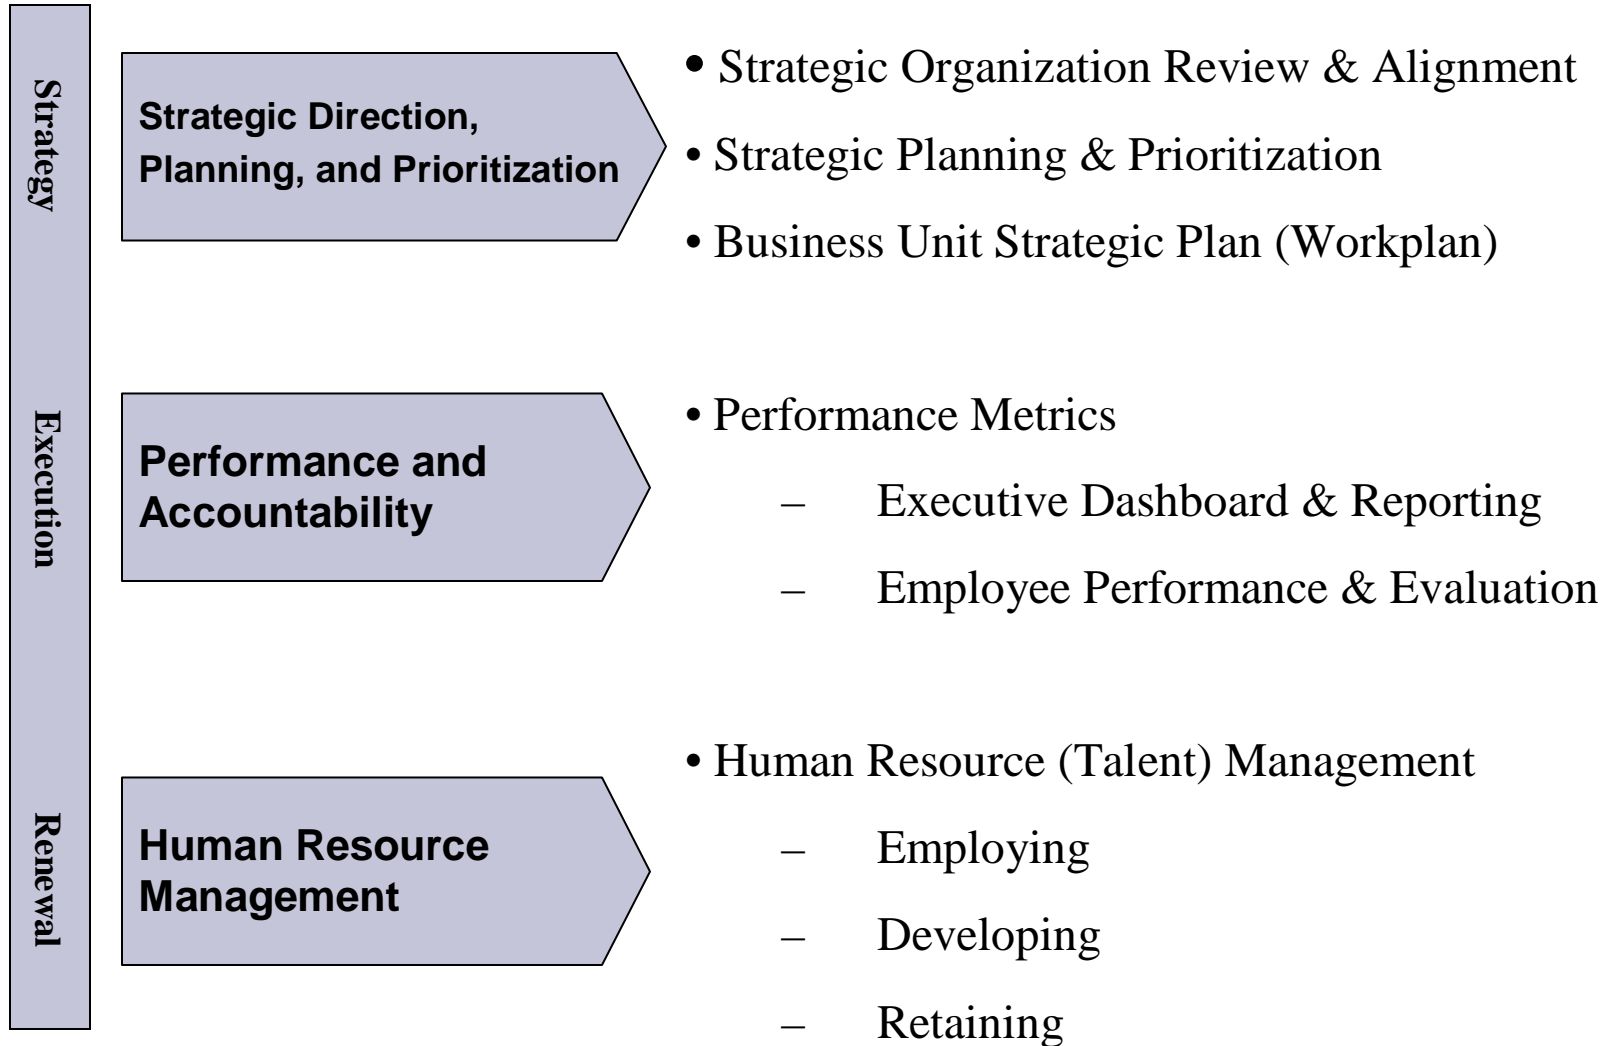 Strategy
Strategic Direction,
Planning, and Prioritization
• Strategic Organization Review & Alignment
• Strategic Planning & Prioritization
• Business Unit Strategic Plan (Workplan)
Execution
Performance and
Accountability
• Performance Metrics
– Executive Dashboard & Reporting
– Employee Performance & Evaluation
Renewal
Human Resource
Management
• Human Resource (Talent) Management
– Employing
– Developing
– Retaining